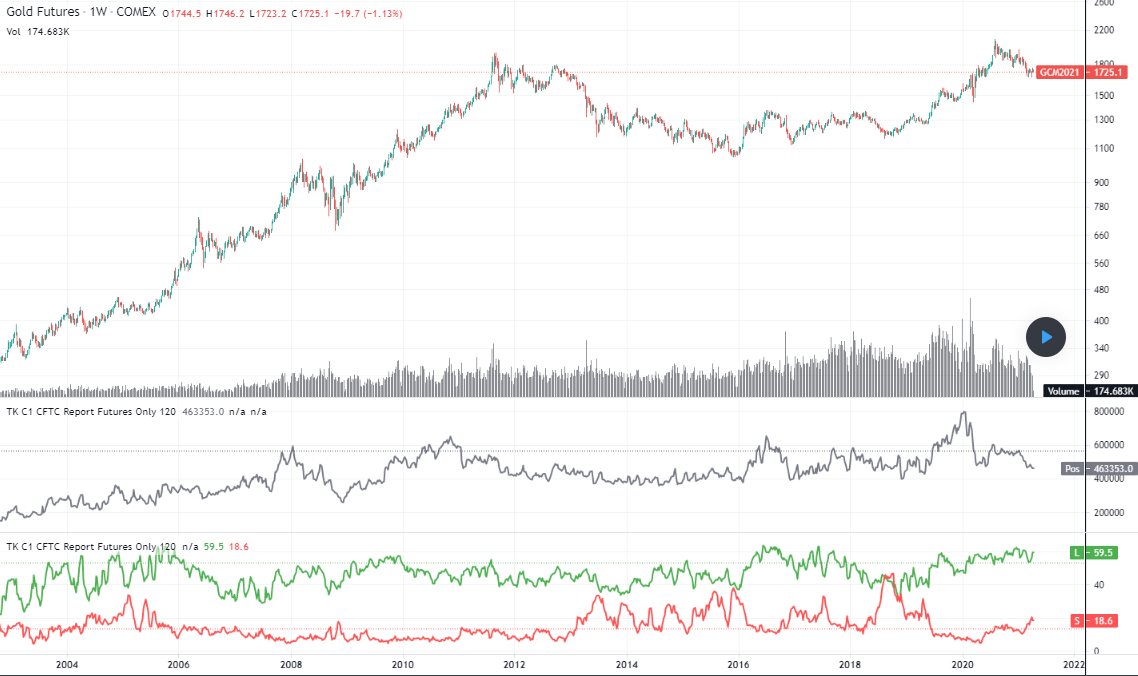 Gold Futures · 1W · COMEX O1744.5 H1746.2 L1723.2 C1725.1 −19.7 (−1.13%)
Vol 174.683K
2600
2200
1800
GCM2021 1725.1
1500
1300
1100
900
780
660
560
480
400
340
290
Volume 174.683K
TK C1 CFTC Report Futures Only 120 463353.0 n/a n/a
800000
600000
Pos 463353.0
400000
200000
TK C1 CFTC Report Futures Only 120 n/a 59.5 18.6
L 59.5
40
S 18.6
0
2004 2006 2008 2010 2012 2014 2016 2018 2020 2022